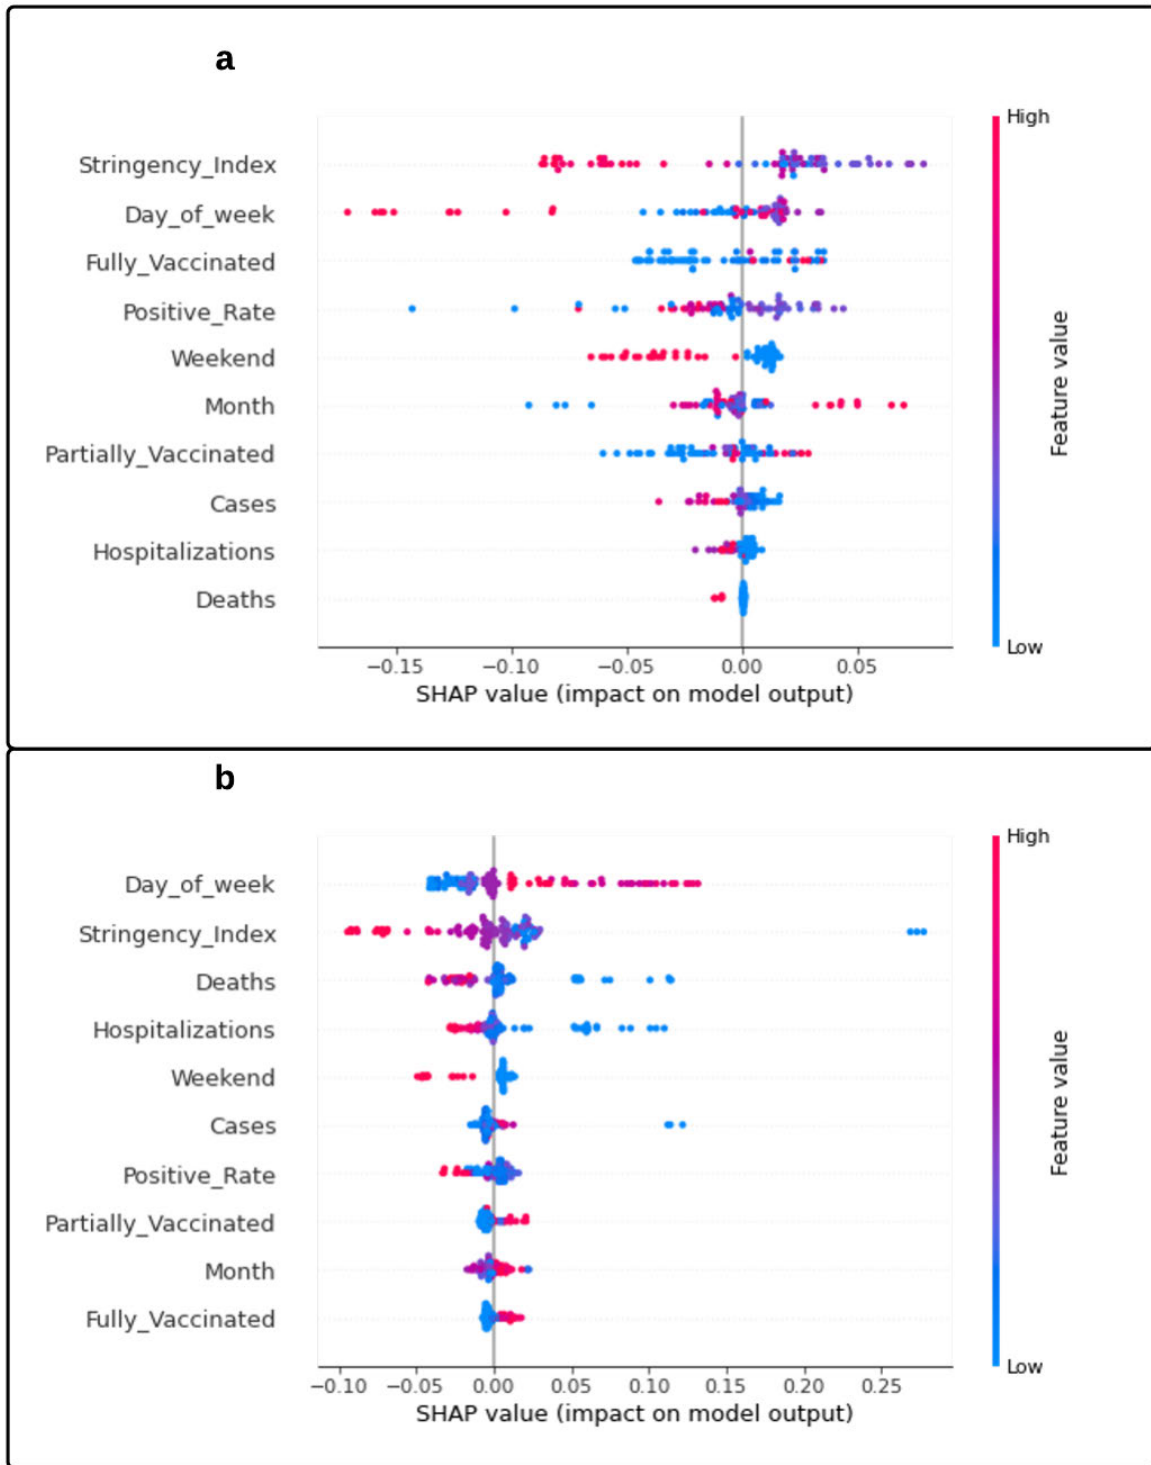 a
High
Stringency_Index
Day_of_week
Fully_Vaccinated
Positive_Rate
Weekend
Month
Partially_Vaccinated
Cases
Hospitalizations
Deaths
Feature value
Low
−0.15 −0.10 −0.05 0.00 0.05
SHAP value (impact on model output)
b
High
Day_of_week
Stringency_Index
Deaths
Hospitalizations
Weekend
Cases
Positive_Rate
Partially_Vaccinated
Month
Fully_Vaccinated
Feature value
Low
−0.10 −0.05 0.00 0.05 0.10 0.15 0.20 0.25
SHAP value (impact on model output)